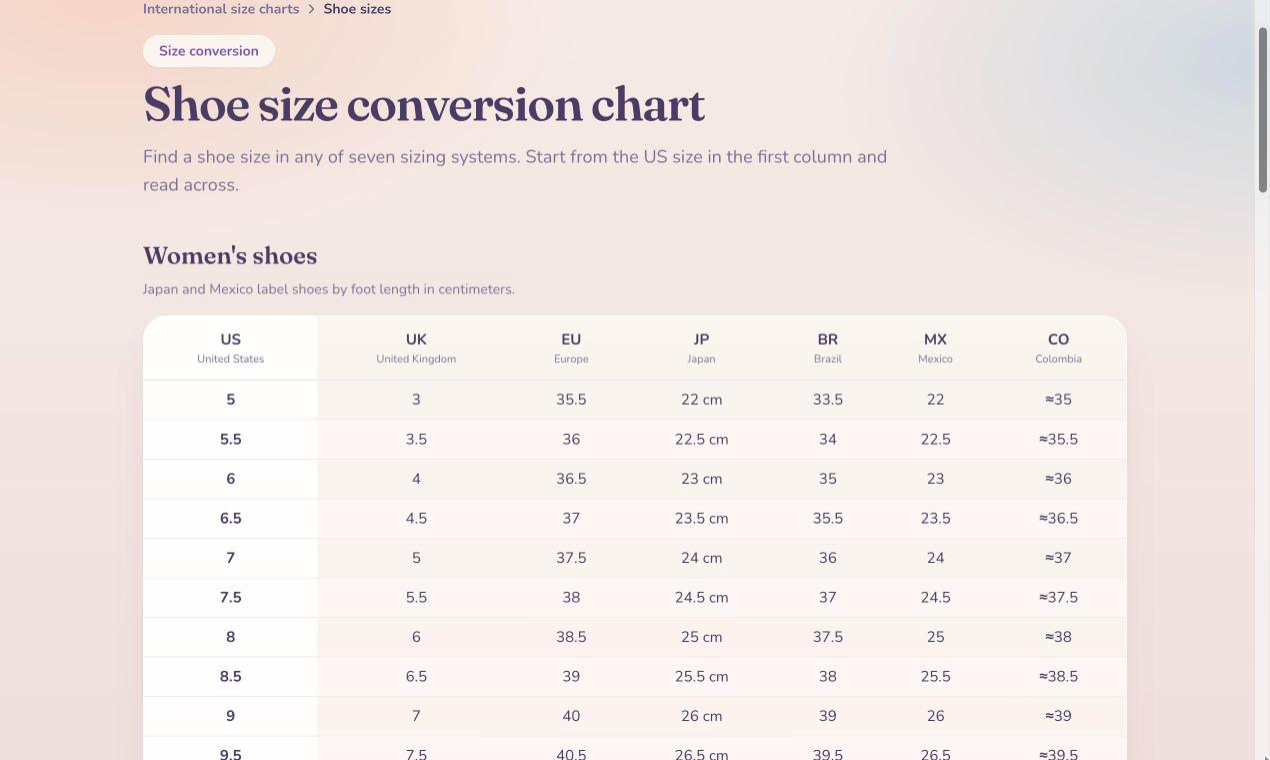 International size charts > Shoe sizes
Size conversion
Shoe size conversion chart
Find a shoe size in any of seven sizing systems. Start from the US size in the first column and
read across.
Women's shoes
Japan and Mexico label shoes by foot length in centimeters.
US UK EU JP BR MX CO
United States United Kingdom Europe Japan Brazil Mexico Colombia
5 3 35.5 22 cm 33.5 22 ≈35
5.5 3.5 36 22.5 cm 34 22.5 ≈35.5
6 4 36.5 23 cm 35 23 ≈36
6.5 4.5 37 23.5 cm 35.5 23.5 ≈36.5
7 5 37.5 24 cm 36 24 ≈37
7.5 5.5 38 24.5 cm 37 24.5 ≈37.5
8 6 38.5 25 cm 37.5 25 ≈38
8.5 6.5 39 25.5 cm 38 25.5 ≈38.5
9 7 40 26 cm 39 26 ≈39
9.5 7.5 40.5 26.5 cm 39.5 26.5 ≈39.5